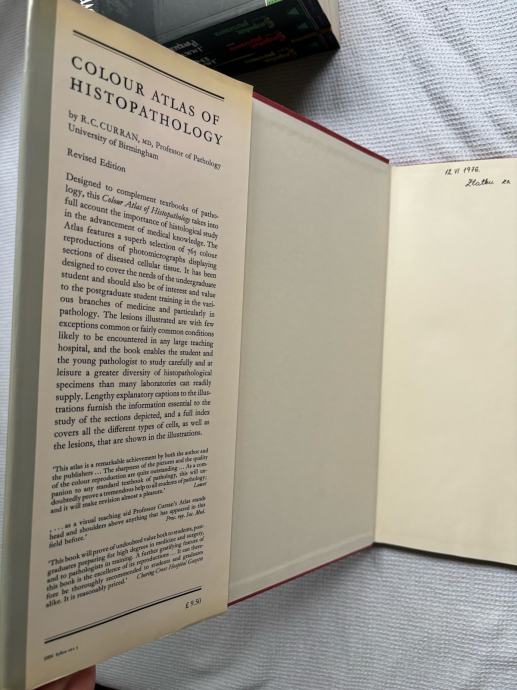 COLOUR ATLAS OF
HISTOPATHOLOGY
by R.C.CURRAN, MD, Professor of Pathology
University of Birmingham
Revised Edition
Designed to complement textbooks of patho-
logy, this Colour Atlas of Histopathology takes into
full account the importance of histological study
in the advancement of medical knowledge. The
Atlas features a superb selection of 765 colour
reproductions of photomicrographs displaying
sections of diseased cellular tissue. It has been
designed to cover the needs of the undergraduate
student and should also be of interest and value
to the postgraduate student training in the vari-
ous branches of medicine and particularly in
pathology. The lesions illustrated are with few
exceptions common or fairly common conditions
likely to be encountered in any large teaching
hospital, and the book enables the student and
the young pathologist to study carefully and at
leisure a greater diversity of histopathological
specimens than many laboratories can readily
supply. Lengthy explanatory captions to the illus-
trations furnish the information essential to the
study of the sections depicted, and a full index
covers all the different types of cells, as well as
the lesions, that are shown in the illustrations.
'This atlas is a remarkable achievement by both the author and
the publishers ... The sharpness of the pictures and the quality
of the colour reproduction are quite outstanding ... As a com-
panion to any standard textbook of pathology, this will un-
doubtedly prove a tremendous help to all students of pathology;
and it will make revision almost a pleasure.' Lancet
'. . . as a visual teaching aid Professor Curran's Atlas stands
head and shoulders above anything that has appeared in this
field before.' Proc. roy. Soc. Med.
'This book will prove of undoubted value both to students, post-
graduates preparing for high degrees in medicine and surgery,
and to pathologists in training. A further gratifying feature of
this book is the excellence of its reproductions ... It can there-
fore be thoroughly recommended to students and graduates
alike. It is reasonably priced.' Charing Cross Hospital Gazette
£9.50
12 VI 1976.
Zlatku